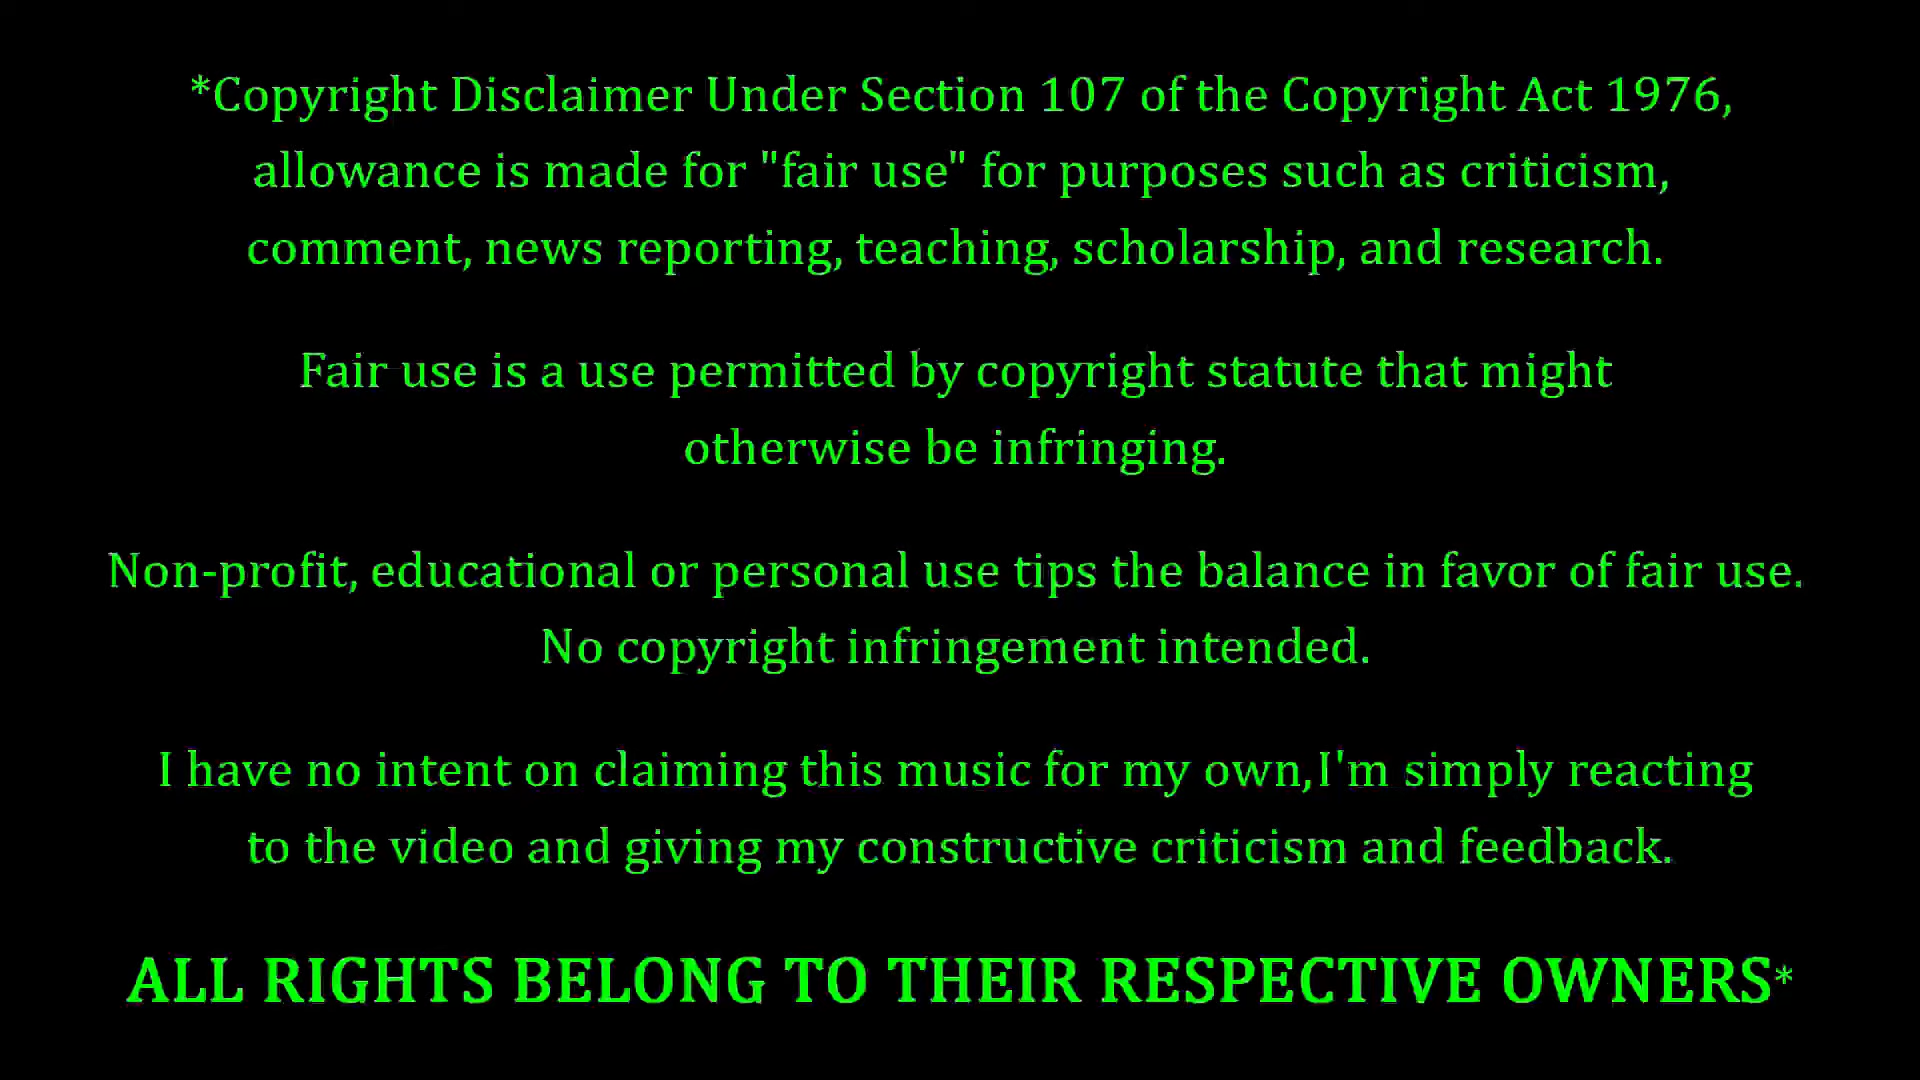 *Copyright Disclaimer Under Section 107 of the Copyright Act 1976,
allowance is made for "fair use" for purposes such as criticism,
comment, news reporting, teaching, scholarship, and research.
Fair use is a use permitted by copyright statute that might
otherwise be infringing.
Non-profit, educational or personal use tips the balance in favor of fair use.
No copyright infringement intended.
I have no intent on claiming this music for my own,I'm simply reacting
to the video and giving my constructive criticism and feedback.
ALL RIGHTS BELONG TO THEIR RESPECTIVE OWNERS*